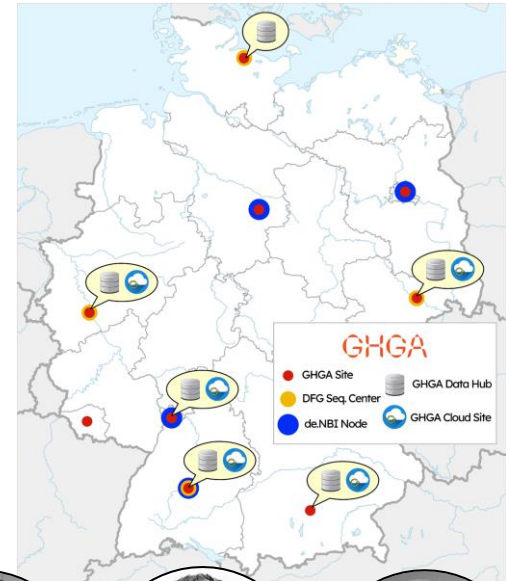 GHGA
GHGA Site
DFG Seq. Center
de.NBI Node
GHGA Data Hub
GHGA Cloud Site